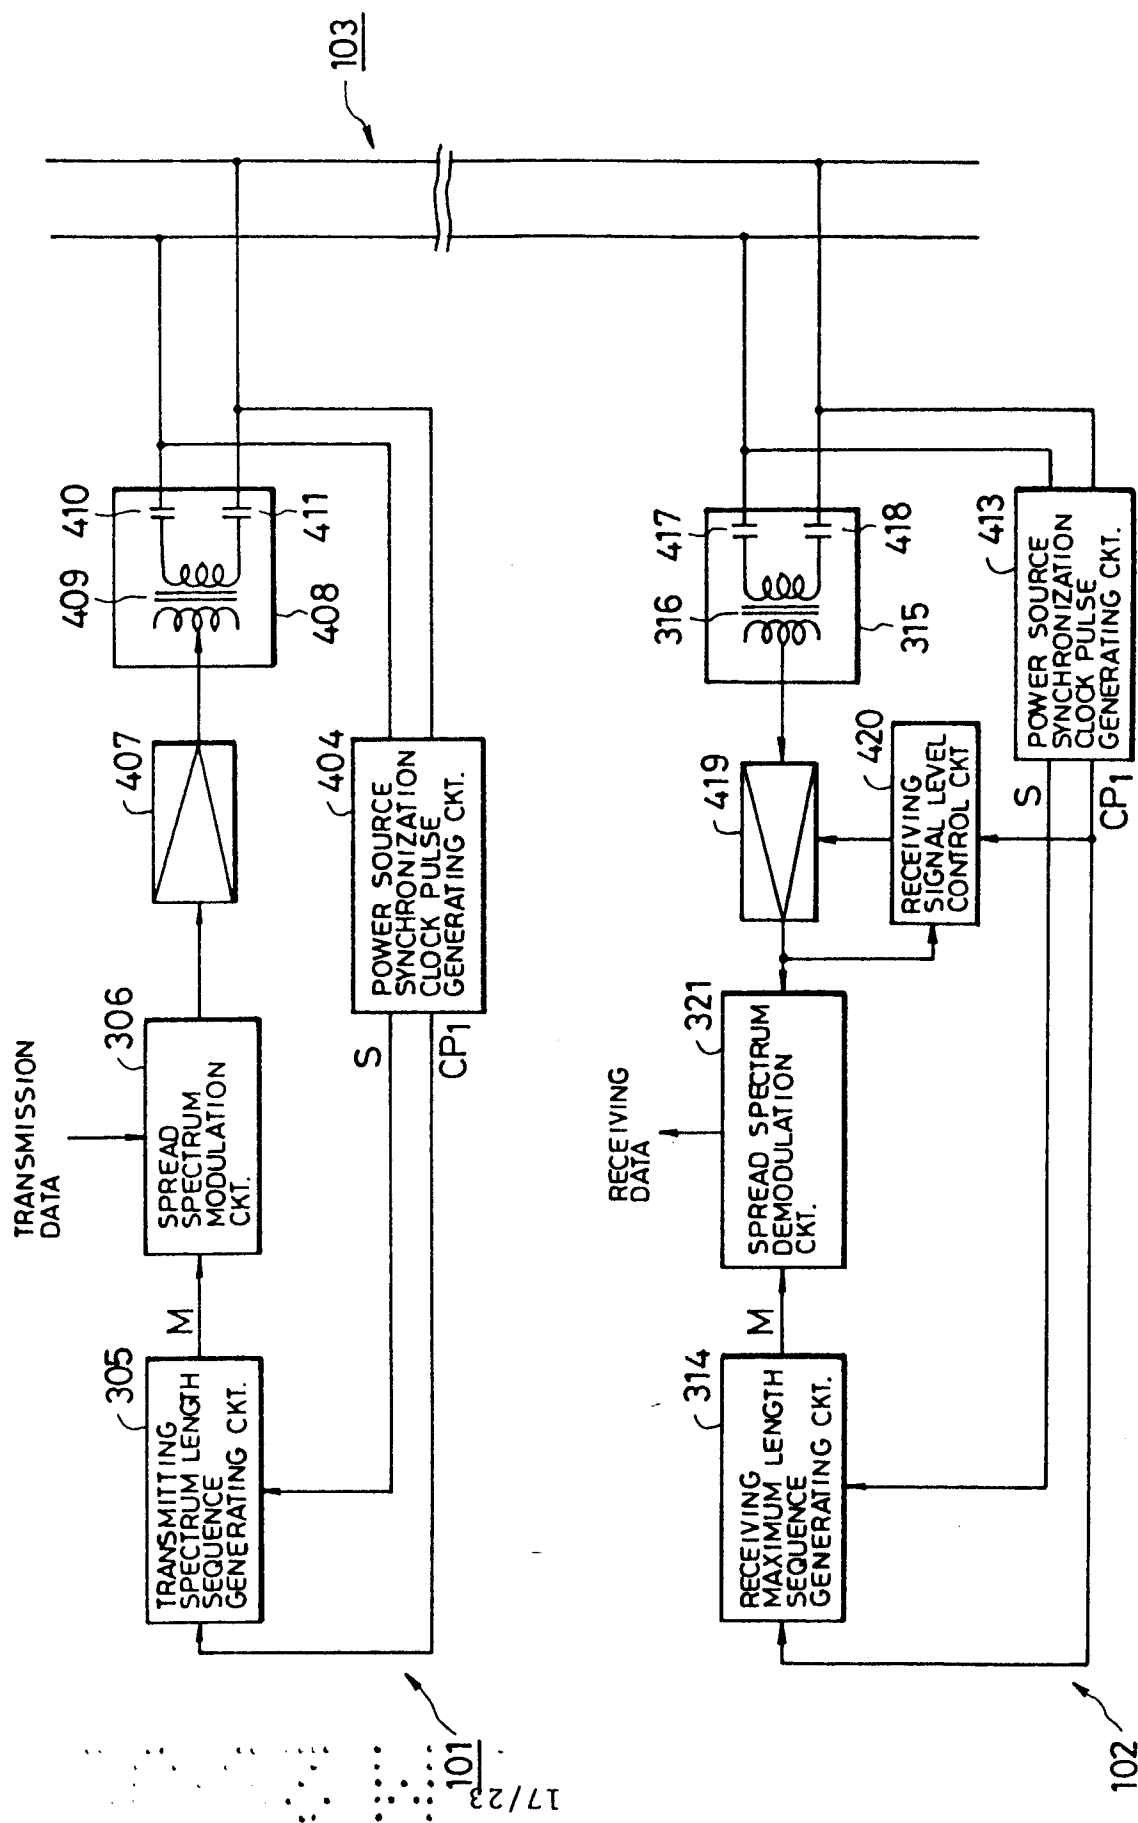 103
TRANSMISSION
DATA
305
TRANSMITTING
SPECTRUM LENGTH
SEQUENCE
GENERATING CKT.
M
306
SPREAD
SPECTRUM
MODULATION
CKT.
407
409
410
411
408
S
CP1
404
POWER SOURCE
SYNCHRONIZATION
CLOCK PULSE
GENERATING CKT.
101
RECEIVING
DATA
314
RECEIVING
MAXIMUM LENGTH
SEQUENCE
GENERATING CKT.
M
321
SPREAD SPECTRUM
DEMODULATION
CKT.
419
316
417
418
315
420
RECEIVING
SIGNAL LEVEL
CONTROL CKT
S
CP1
413
POWER SOURCE
SYNCHRONIZATION
CLOCK PULSE
GENERATING CKT.
102
17/23